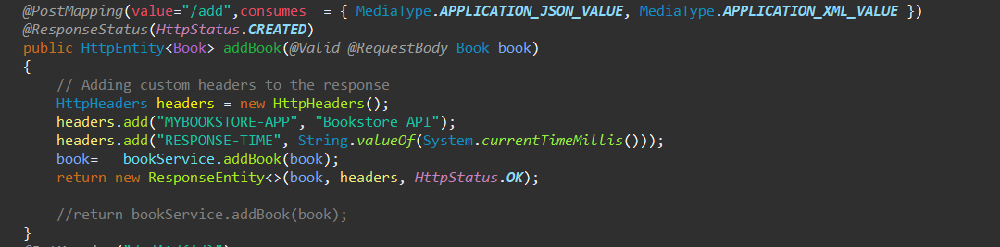 @PostMapping(value="/add",consumes  = { MediaType.APPLICATION_JSON_VALUE, MediaType.APPLICATION_XML_VALUE })
@ResponseStatus(HttpStatus.CREATED)
public HttpEntity<Book> addBook(@Valid @RequestBody Book book)
{
    // Adding custom headers to the response
    HttpHeaders headers = new HttpHeaders();
    headers.add("MYBOOKSTORE-APP", "Bookstore API");
    headers.add("RESPONSE-TIME", String.valueOf(System.currentTimeMillis()));
    book=   bookService.addBook(book);
    return new ResponseEntity<>(book, headers, HttpStatus.OK);

    //return bookService.addBook(book);
}